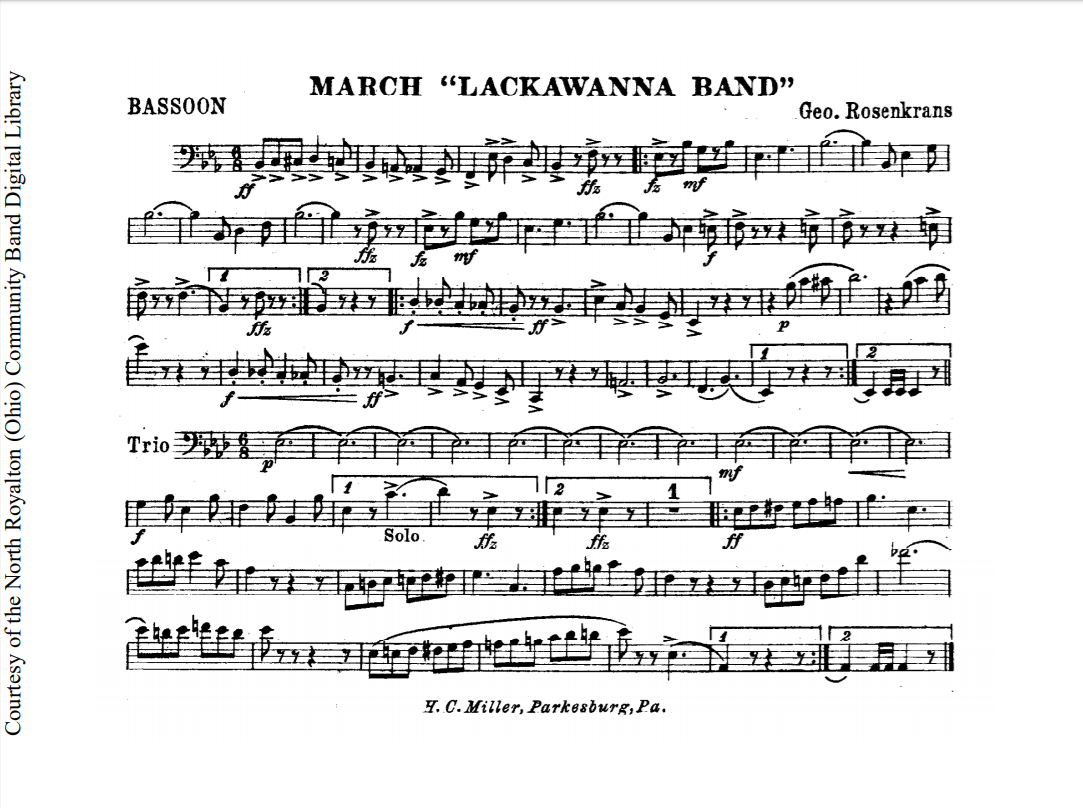 Courtesy of the North Royalton (Ohio) Community Band Digital Library
MARCH “LACKAWANNA BAND”
BASSOON
Geo. Rosenkrans
6 8
ff ffz fz mf
ffz fz mf f
1 2
ffz f ff p
1 2
f ff
Trio 6 8
p mf
1 2 1
f Solo ffz ffz ff
1 2
H. C. Miller, Parkesburg, Pa.